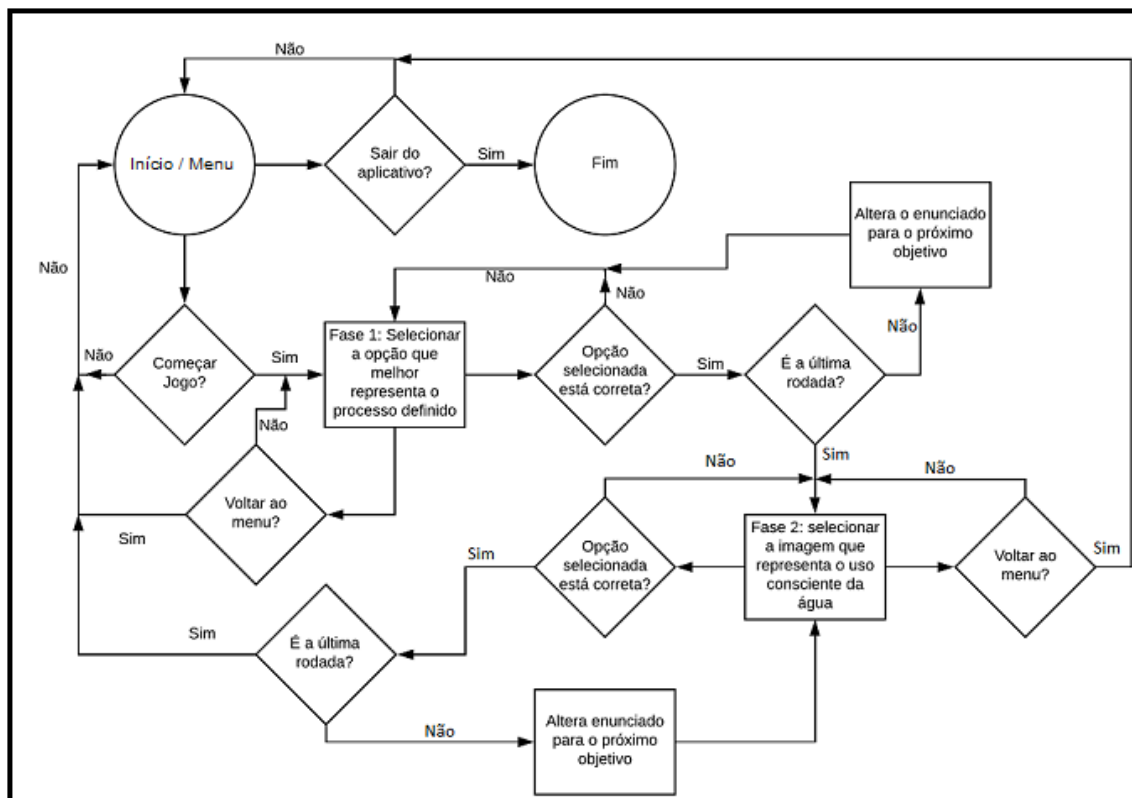 Não
Início / Menu
Sair do
aplicativo?
Sim
Fim
Altera o enunciado
para o próximo
objetivo
Não
Não
Não
Não
Começar
Jogo?
Não
Sim
Fase 1: Selecionar
a opção que
melhor
representa o
processo definido
Opção
selecionada
está correta?
Sim
É a última
rodada?
Não
Voltar ao
menu?
Sim
Sim
Não
Não
Sim
Opção
selecionada
está correta?
Fase 2: selecionar
a imagem que
representa o uso
consciente da
água
Voltar ao
menu?
Sim
Sim
É a última
rodada?
Não
Altera enunciado
para o próximo
objetivo